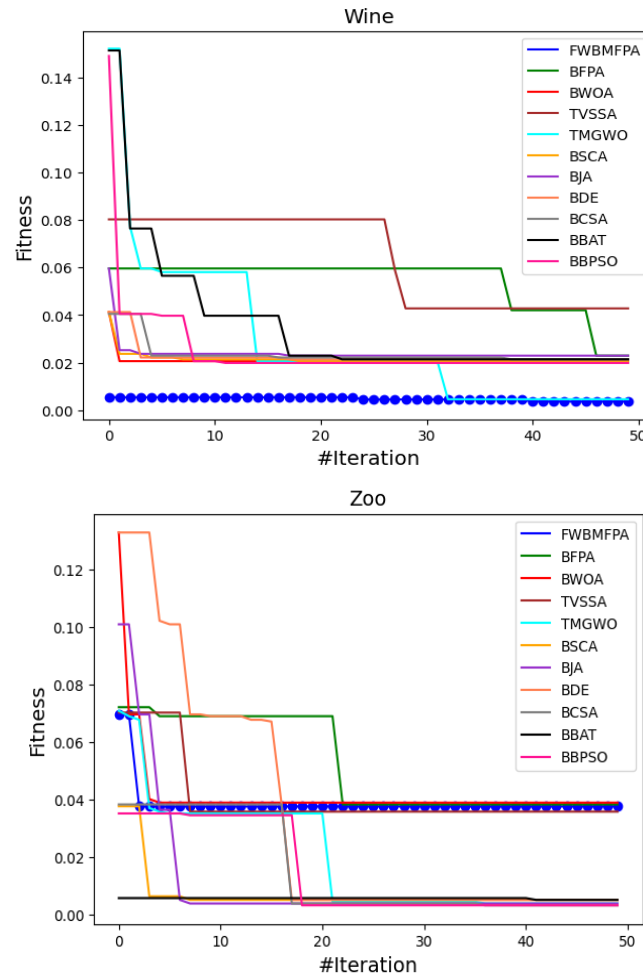 Wine
0.14
0.12
0.10
0.08
0.06
0.04
0.02
0.00
Fitness
0 10 20 30 40 50
#Iteration
FWBMFPA
BFPA
BWOA
TVSSA
TMGWO
BSCA
BJA
BDE
BCSA
BBAT
BBPSO
Zoo
0.12
0.10
0.08
0.06
0.04
0.02
0.00
Fitness
0 10 20 30 40 50
#Iteration
FWBMFPA
BFPA
BWOA
TVSSA
TMGWO
BSCA
BJA
BDE
BCSA
BBAT
BBPSO